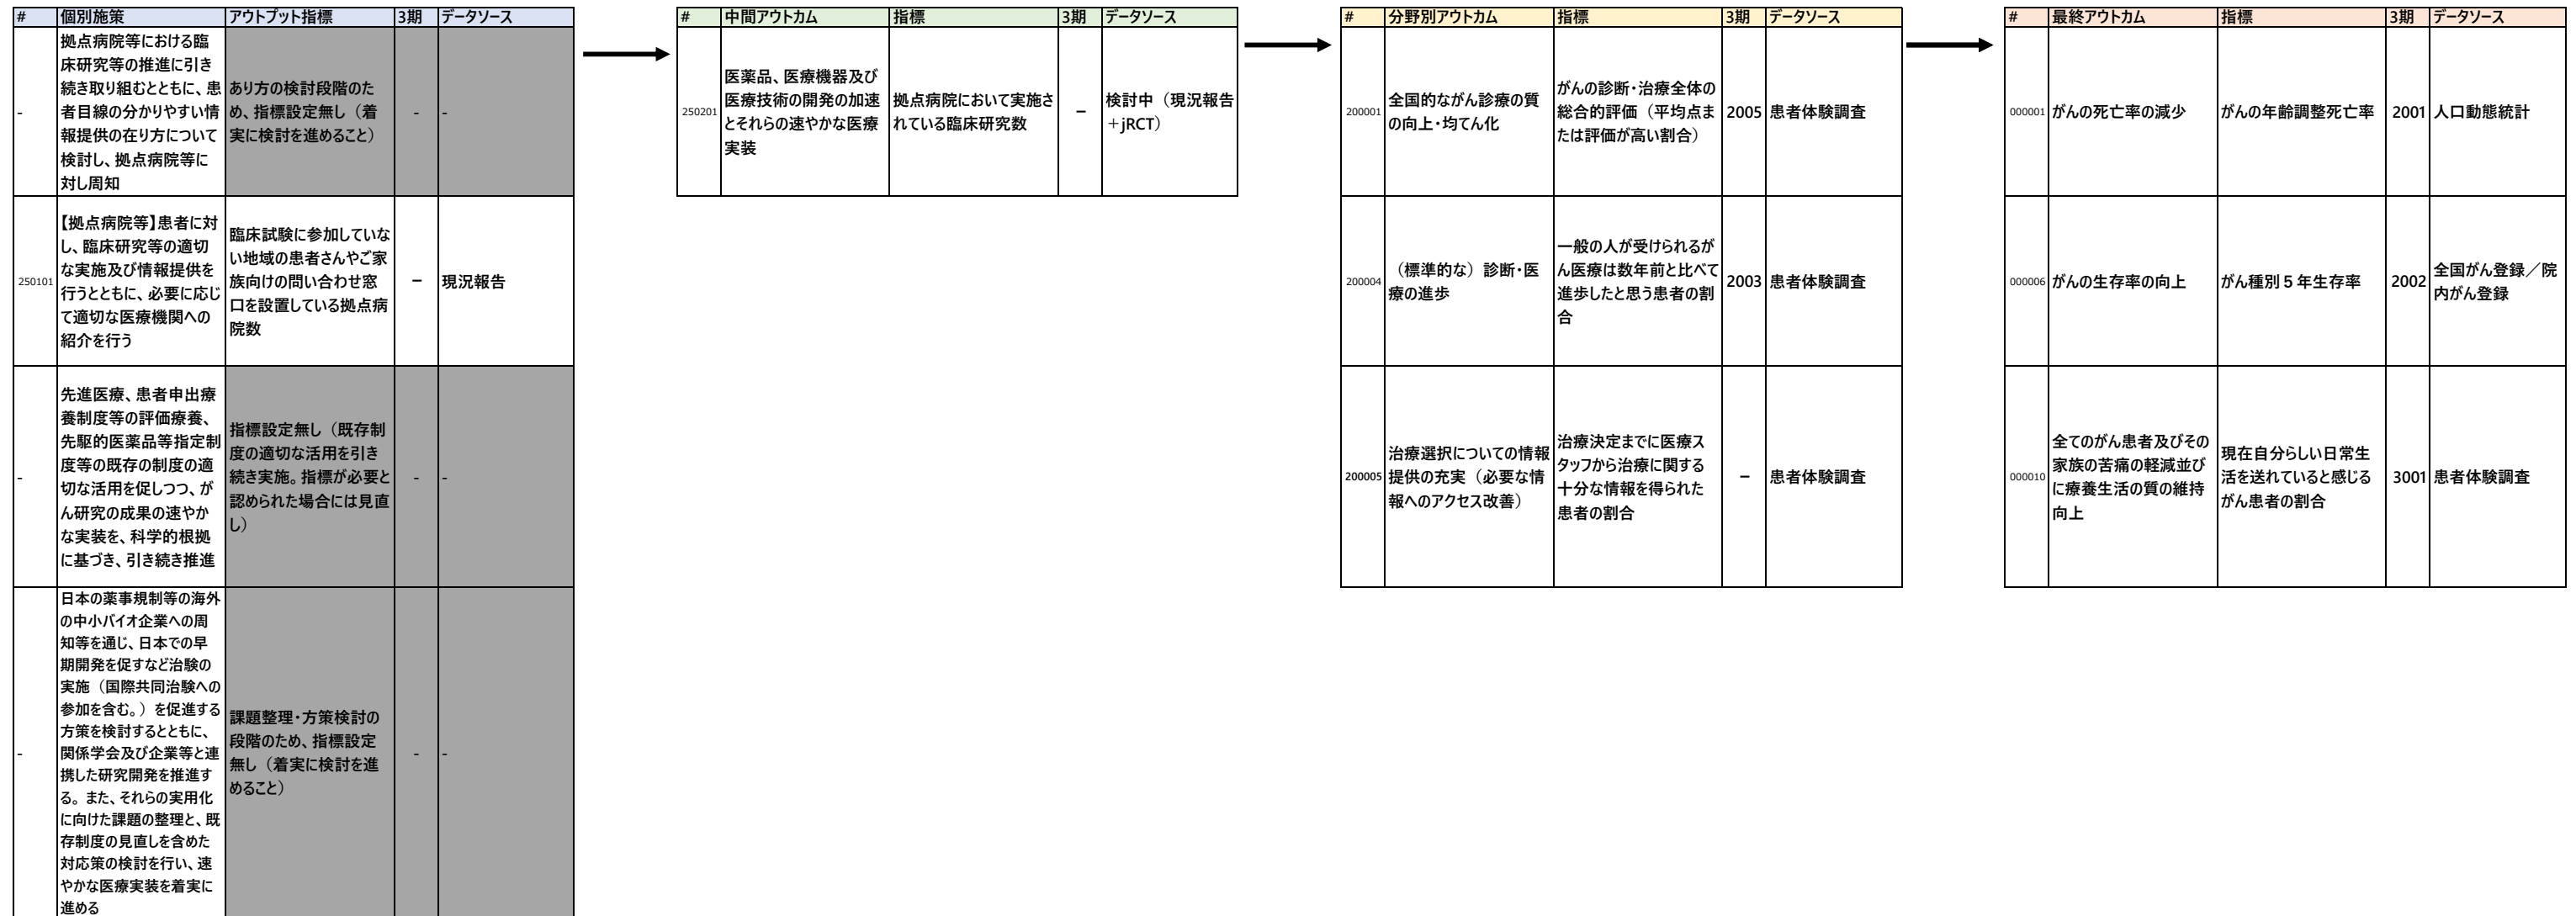 # 個別施策 アウトプット指標 3期 データソース
-
拠点病院等における臨
床研究等の推進に引き
続き取り組むとともに、患
者目線の分かりやすい情
報提供の在り方について
検討し、拠点病院等に
対し周知
あり方の検討段階のた
め、指標設定無し（着
実に検討を進めること）
-
-
250101
【拠点病院等】患者に対
し、臨床研究等の適切
な実施及び情報提供を
行うとともに、必要に応じ
て適切な医療機関への
紹介を行う
臨床試験に参加していな
い地域の患者さんやご家
族向けの問い合わせ窓
口を設置している拠点病
院数
－
現況報告
-
先進医療、患者申出療
養制度等の評価療養、
先駆的医薬品等指定制
度等の既存の制度の適
切な活用を促しつつ、が
ん研究の成果の速やか
な実装を、科学的根拠
に基づき、引き続き推進
指標設定無し（既存制
度の適切な活用を引き
続き実施。指標が必要と
認められた場合には見直
し）
-
-
-
日本の薬事規制等の海外
の中小バイオ企業への周
知等を通じ、日本での早
期開発を促すなど治験の
実施（国際共同治験への
参加を含む。）を促進する
方策を検討するとともに、
関係学会及び企業等と連
携した研究開発を推進す
る。また、それらの実用化
に向けた課題の整理と、既
存制度の見直しを含めた
対応策の検討を行い、速
やかな医療実装を着実に
進める
課題整理・方策検討の
段階のため、指標設定
無し（着実に検討を進
めること）
-
-
# 中間アウトカム 指標 3期 データソース
250201
医薬品、医療機器及び
医療技術の開発の加速
とそれらの速やかな医療
実装
拠点病院において実施さ
れている臨床研究数
－
検討中（現況報告
＋jRCT）
# 分野別アウトカム 指標 3期 データソース
200001
全国的ながん診療の質
の向上・均てん化
がんの診断・治療全体の
総合的評価（平均点ま
たは評価が高い割合）
2005
患者体験調査
200004
（標準的な）診断・医
療の進歩
一般の人が受けられるが
ん医療は数年前と比べて
進歩したと思う患者の割
合
2003
患者体験調査
200005
治療選択についての情報
提供の充実（必要な情
報へのアクセス改善）
治療決定までに医療ス
タッフから治療に関する
十分な情報を得られた
患者の割合
－
患者体験調査
# 最終アウトカム 指標 3期 データソース
000001
がんの死亡率の減少
がんの年齢調整死亡率
2001
人口動態統計
000006
がんの生存率の向上
がん種別５年生存率
2002
全国がん登録／院
内がん登録
000010
全てのがん患者及びその
家族の苦痛の軽減並び
に療養生活の質の維持
向上
現在自分らしい日常生
活を送れていると感じる
がん患者の割合
3001
患者体験調査